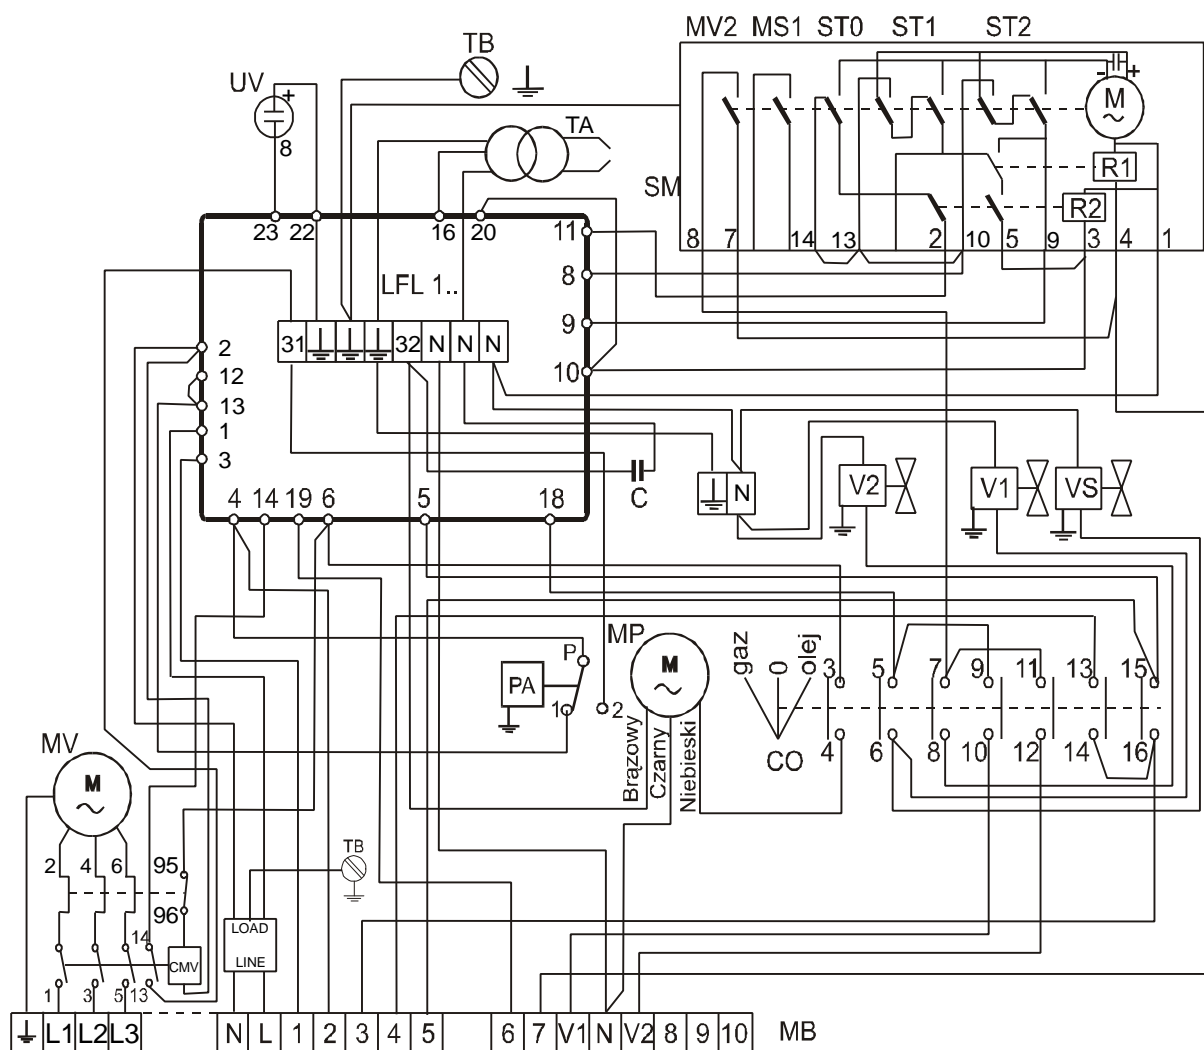 MV2 MS1 ST0 ST1 ST2
TB
UV
+
8
TA
- +
M
R1
R2
SM
8 7 14 13 2 10 5 9 3 4 1
23 22 16 20
11
8
9
10
LFL 1..
31 32 N N N
2
12
13
1
3
4 14 19 6 5 18
C
N
V2
V1
VS
MP
M
P
PA
1
2
Brązowy
Czarny
Niebieski
gaz
0
olej
CO
3 5 7 9 11 13 15
4 6 8 10 12 14 16
MV
M
2 4 6 95
96
14
CMV
1 3 5 13
TB
LOAD
LINE
L1 L2 L3 N L 1 2 3 4 5 6 7 V1 N V2 8 9 10 MB